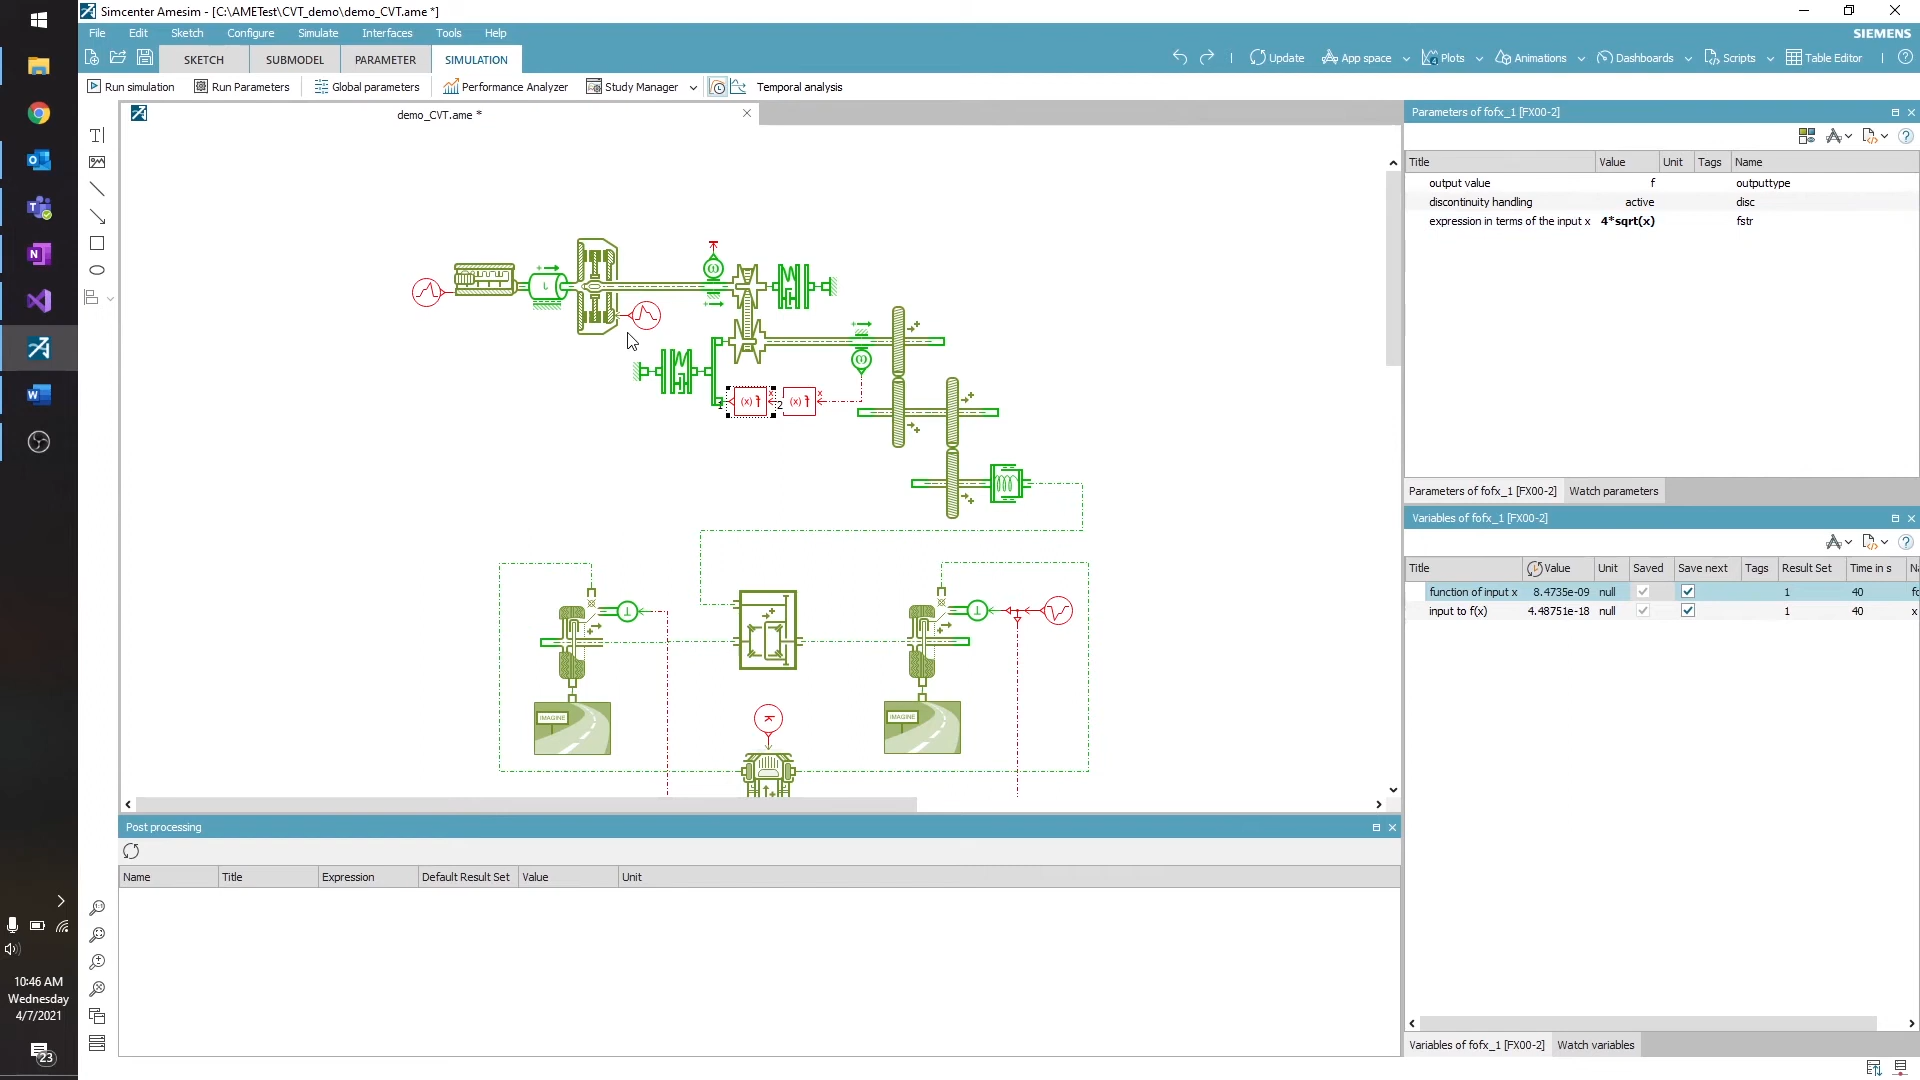 Simcenter Amesim - [C:\AMETest\CVT_demo\demo_CVT.ame *]
File Edit Sketch Configure Simulate Interfaces Tools Help
SIEMENS
SKETCH SUBMODEL PARAMETER SIMULATION
Update App space Plots Animations Dashboards Scripts Table Editor
Run simulation Run Parameters Global parameters Performance Analyzer Study Manager Temporal analysis
demo_CVT.ame *
Parameters of fofx_1 [FX00-2]
Title Value Unit Tags Name
output value f outputtype
discontinuity handling active disc
expression in terms of the input x 4*sqrt(x) fstr
Parameters of fofx_1 [FX00-2] Watch parameters
Variables of fofx_1 [FX00-2]
Title Value Unit Saved Save next Tags Result Set Time in s
function of input x 8.4735e-09 null 1 40
input to f(x) 4.48751e-18 null 1 40 x
Variables of fofx_1 [FX00-2] Watch variables
IMAGINE
IMAGINE
Post processing
Name Title Expression Default Result Set Value Unit
10:46 AM
Wednesday
4/7/2021
23